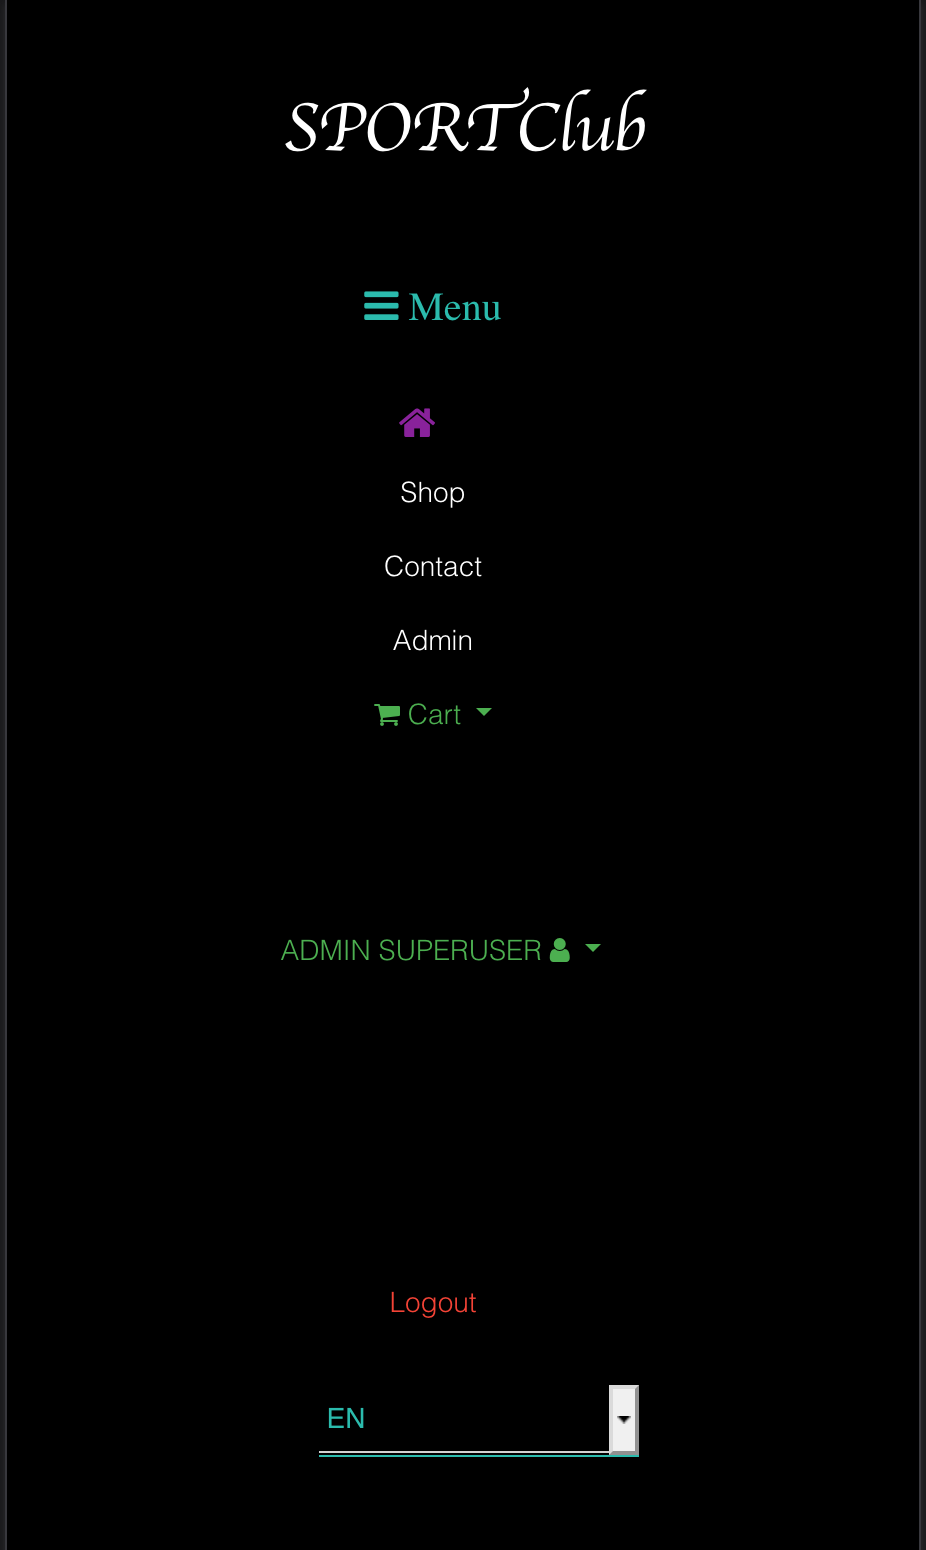 SPORTClub
Menu
Shop
Contact
Admin
Cart
ADMIN SUPERUSER
Logout
EN